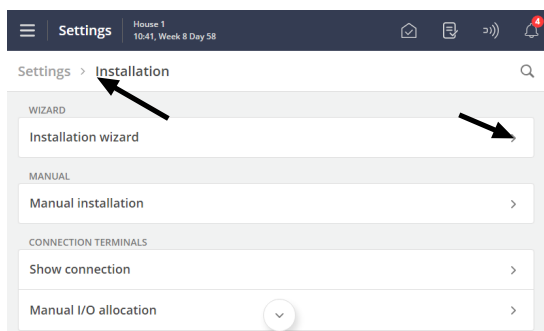 Settings
House 1
10:41, Week 8 Day 58
4
Settings > Installation
WIZARD
Installation wizard
MANUAL
Manual installation
CONNECTION TERMINALS
Show connection
Manual I/O allocation